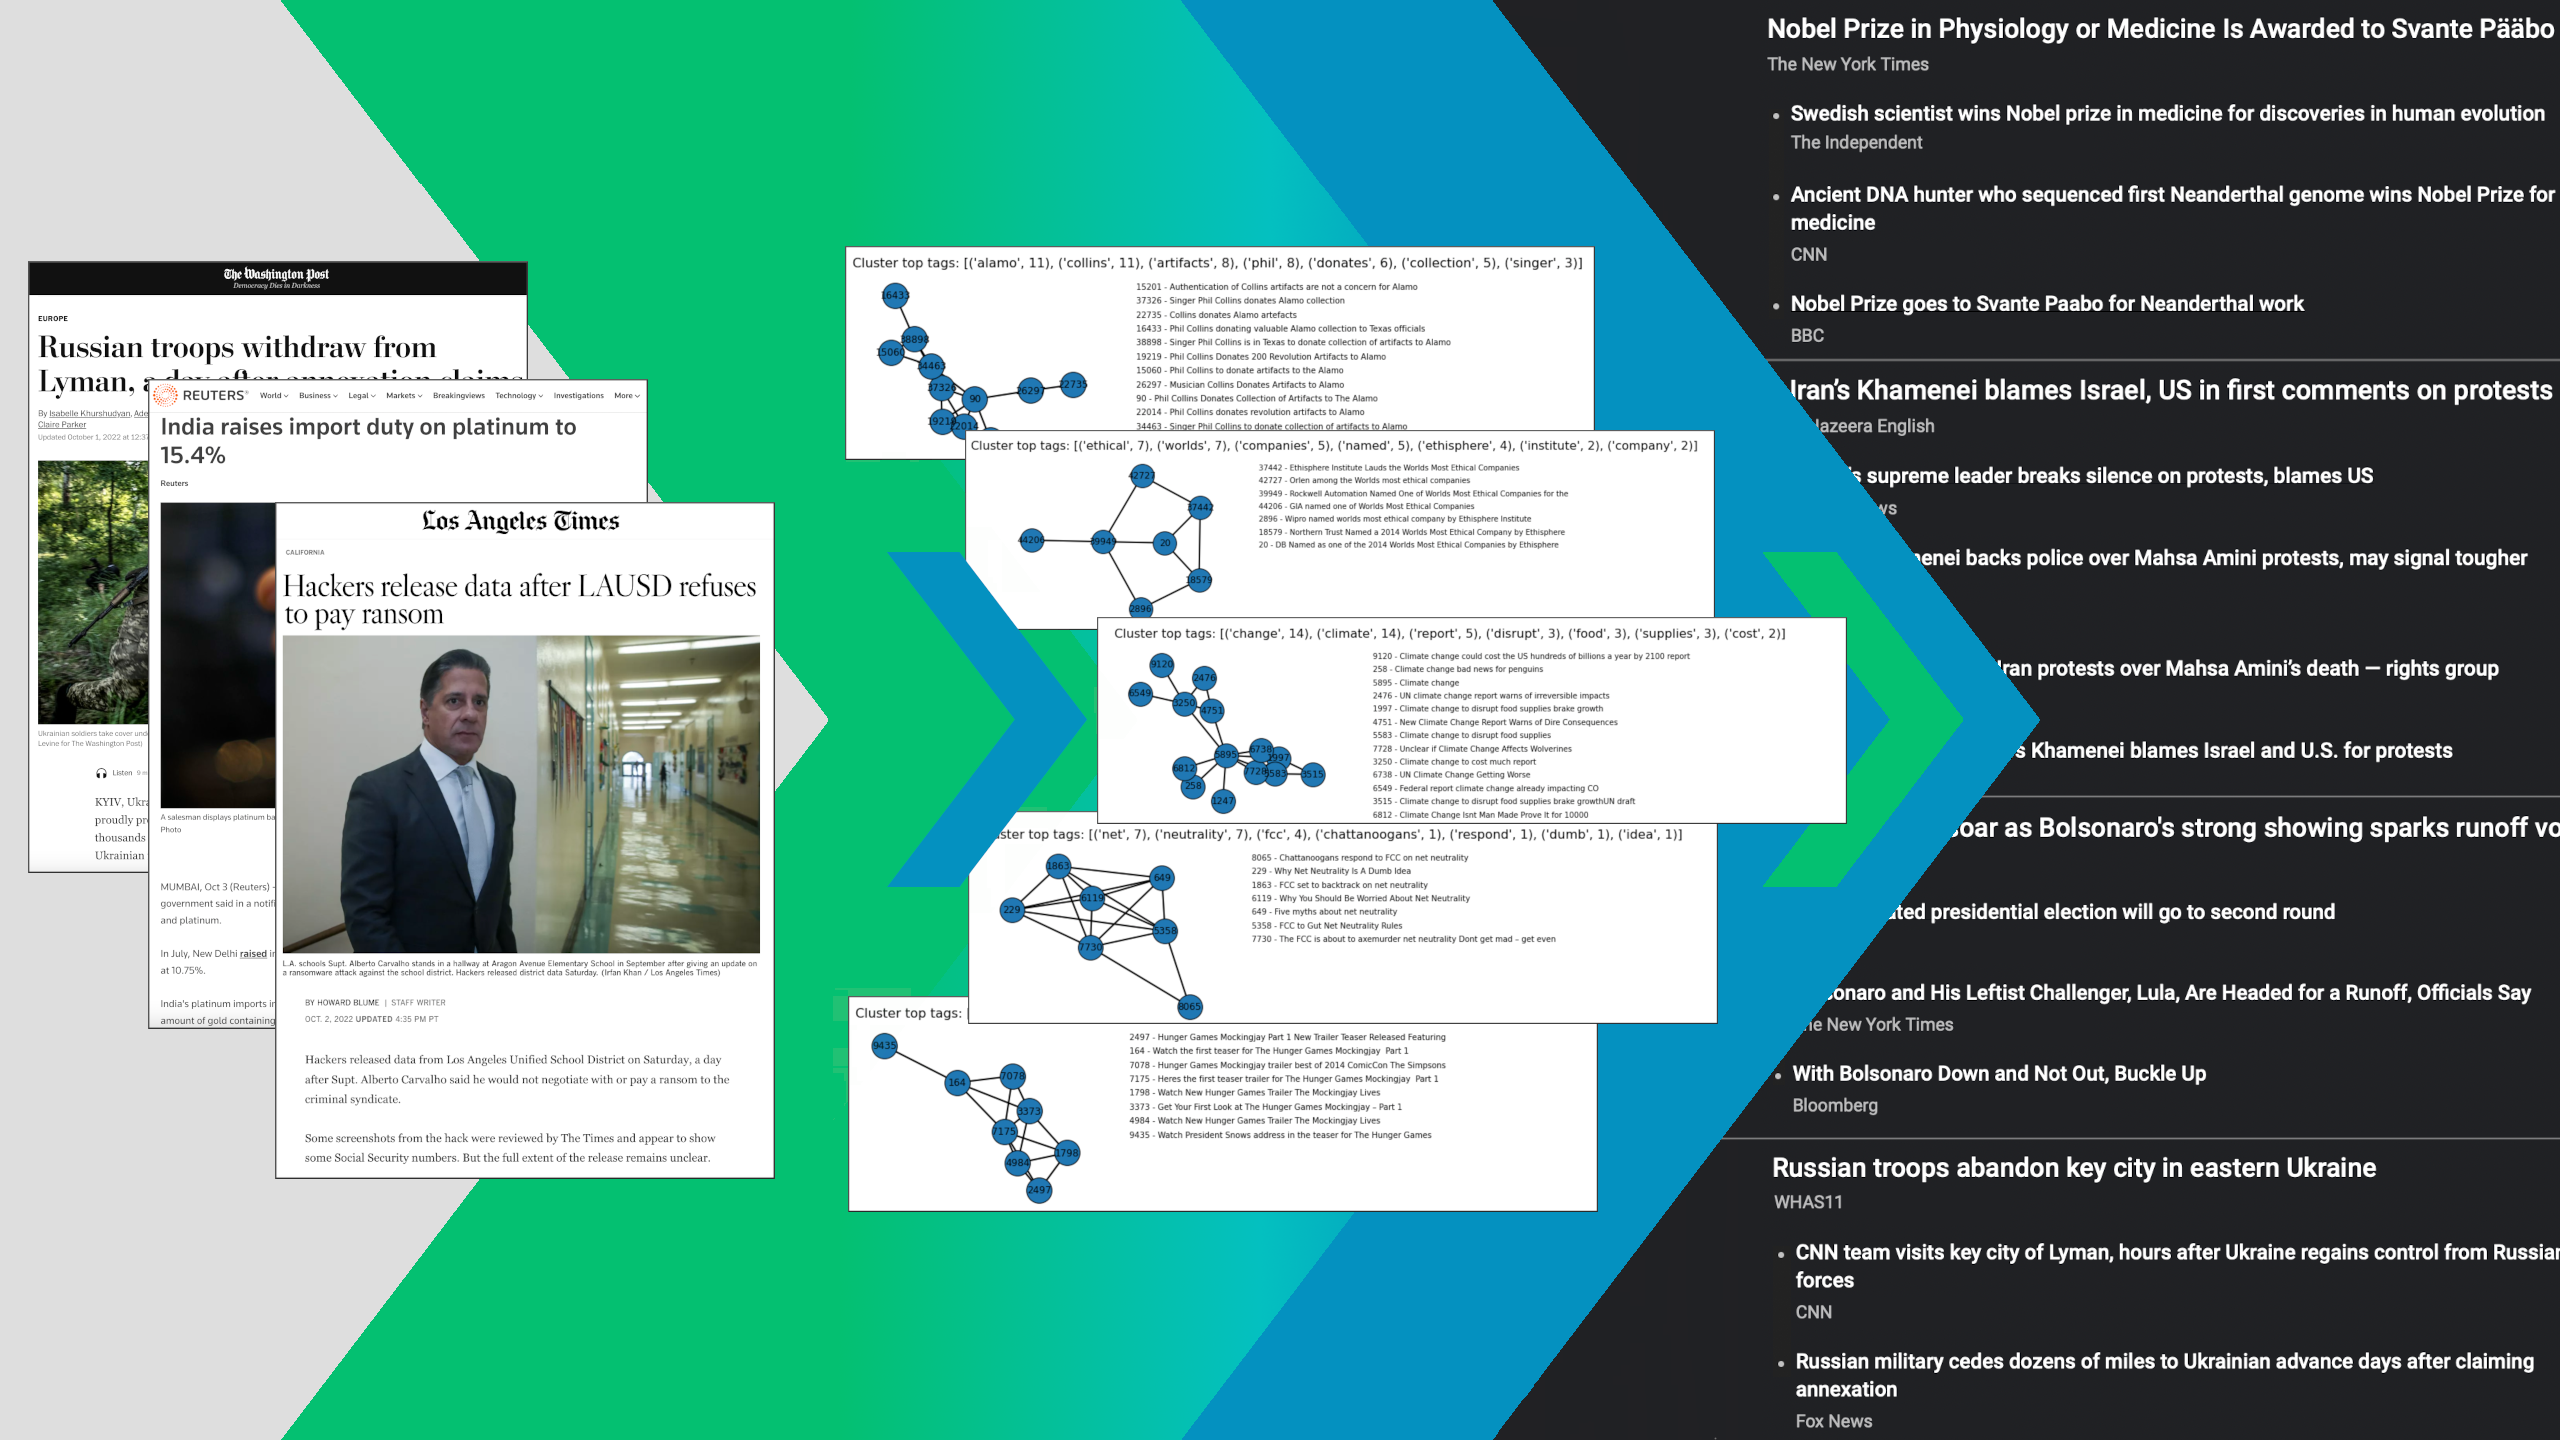 The Washington Post
Democracy Dies in Darkness
EUROPE
Russian troops withdraw from
Lyman, a day after annexation claims
By Isabelle Khurshudyan, Ade
Claire Parker
Updated October 1, 2022 at 12:37
Ukrainian soldiers take cover und
Levine for The Washington Post)
Listen 9 m
KYIV, Ukra
proudly pr
thousands
Ukrainian
REUTERS World Business Legal Markets Breakingviews Technology Investigations More
India raises import duty on platinum to
15.4%
Reuters
A salesman displays platinum ba
Photo
MUMBAI, Oct 3 (Reuters) -
government said in a notifi
and platinum.
In July, New Delhi raised in
at 10.75%.
India's platinum imports in
amount of gold containing
Los Angeles Times
CALIFORNIA
Hackers release data after LAUSD refuses
to pay ransom
L.A. schools Supt. Alberto Carvalho stands in a hallway at Aragon Avenue Elementary School in September after giving an update on
a ransomware attack against the school district. Hackers released district data Saturday. (Irfan Khan / Los Angeles Times)
BY HOWARD BLUME | STAFF WRITER
OCT. 2, 2022 UPDATED 4:35 PM PT
Hackers released data from Los Angeles Unified School District on Saturday, a day
after Supt. Alberto Carvalho said he would not negotiate with or pay a ransom to the
criminal syndicate.
Some screenshots from the hack were reviewed by The Times and appear to show
some Social Security numbers. But the full extent of the release remains unclear.
Cluster top tags: [('alamo', 11), ('collins', 11), ('artifacts', 8), ('phil', 8), ('donates', 6), ('collection', 5), ('singer', 3)]
16433
38898
15060
34463
37326
90
26297
22735
19219
22014
15201 - Authentication of Collins artifacts are not a concern for Alamo
37326 - Singer Phil Collins donates Alamo collection
22735 - Collins donates Alamo artefacts
16433 - Phil Collins donating valuable Alamo collection to Texas officials
38898 - Singer Phil Collins is in Texas to donate collection of artifacts to Alamo
19219 - Phil Collins Donates 200 Revolution Artifacts to Alamo
15060 - Phil Collins to donate artifacts to the Alamo
26297 - Musician Collins Donates Artifacts to Alamo
90 - Phil Collins Donates Collection of Artifacts to The Alamo
22014 - Phil Collins donates revolution artifacts to Alamo
34463 - Singer Phil Collins to donate collection of artifacts to Alamo
Cluster top tags: [('ethical', 7), ('worlds', 7), ('companies', 5), ('named', 5), ('ethisphere', 4), ('institute', 2), ('company', 2)]
42727
37442
44206
39949
20
18579
2896
37442 - Ethisphere Institute Lauds the Worlds Most Ethical Companies
42727 - Orlen among the Worlds most ethical companies
39949 - Rockwell Automation Named One of Worlds Most Ethical Companies for the
44206 - GIA named one of Worlds Most Ethical Companies
2896 - Wipro named worlds most ethical company by Ethisphere Institute
18579 - Northern Trust Named a 2014 Worlds Most Ethical Company by Ethisphere
20 - DB Named as one of the 2014 Worlds Most Ethical Companies by Ethisphere
Cluster top tags: [('change', 14), ('climate', 14), ('report', 5), ('disrupt', 3), ('food', 3), ('supplies', 3), ('cost', 2)]
9120
2476
6549
3250
4751
5895
6738
1997
6812
7728
5583
3515
258
1247
9120 - Climate change could cost the US hundreds of billions a year by 2100 report
258 - Climate change bad news for penguins
5895 - Climate change
2476 - UN climate change report warns of irreversible impacts
1997 - Climate change to disrupt food supplies brake growth
4751 - New Climate Change Report Warns of Dire Consequences
5583 - Climate change to disrupt food supplies
7728 - Unclear if Climate Change Affects Wolverines
3250 - Climate change to cost much report
6738 - UN Climate Change Getting Worse
6549 - Federal report climate change already impacting CO
3515 - Climate change to disrupt food supplies brake growthUN draft
6812 - Climate Change Isnt Man Made Prove It for 10000
ster top tags: [('net', 7), ('neutrality', 7), ('fcc', 4), ('chattanoogans', 1), ('respond', 1), ('dumb', 1), ('idea', 1)]
1863
649
6119
229
5358
7730
8065
8065 - Chattanoogans respond to FCC on net neutrality
229 - Why Net Neutrality Is A Dumb Idea
1863 - FCC set to backtrack on net neutrality
6119 - Why You Should Be Worried About Net Neutrality
649 - Five myths about net neutrality
5358 - FCC to Gut Net Neutrality Rules
7730 - The FCC is about to axemurder net neutrality Dont get mad – get even
Cluster top tags: [
9435
164
7078
3373
7175
1798
4984
2497
2497 - Hunger Games Mockingjay Part 1 New Trailer Teaser Released Featuring
164 - Watch the first teaser for The Hunger Games Mockingjay Part 1
7078 - Hunger Games Mockingjay trailer best of 2014 ComicCon The Simpsons
7175 - Heres the first teaser trailer for The Hunger Games Mockingjay Part 1
1798 - Watch New Hunger Games Trailer The Mockingjay Lives
3373 - Get Your First Look at The Hunger Games Mockingjay – Part 1
4984 - Watch New Hunger Games Trailer The Mockingjay Lives
9435 - Watch President Snows address in the teaser for The Hunger Games
Nobel Prize in Physiology or Medicine Is Awarded to Svante Pääbo
The New York Times
• Swedish scientist wins Nobel prize in medicine for discoveries in human evolution
The Independent
• Ancient DNA hunter who sequenced first Neanderthal genome wins Nobel Prize for
medicine
CNN
• Nobel Prize goes to Svante Paabo for Neanderthal work
BBC
Iran's Khamenei blames Israel, US in first comments on protests
azeera English
's supreme leader breaks silence on protests, blames US
ws
enei backs police over Mahsa Amini protests, may signal tougher
Iran protests over Mahsa Amini's death — rights group
s Khamenei blames Israel and U.S. for protests
oar as Bolsonaro's strong showing sparks runoff vo
ated presidential election will go to second round
sonaro and His Leftist Challenger, Lula, Are Headed for a Runoff, Officials Say
he New York Times
• With Bolsonaro Down and Not Out, Buckle Up
Bloomberg
Russian troops abandon key city in eastern Ukraine
WHAS11
• CNN team visits key city of Lyman, hours after Ukraine regains control from Russian
forces
CNN
• Russian military cedes dozens of miles to Ukrainian advance days after claiming
annexation
Fox News